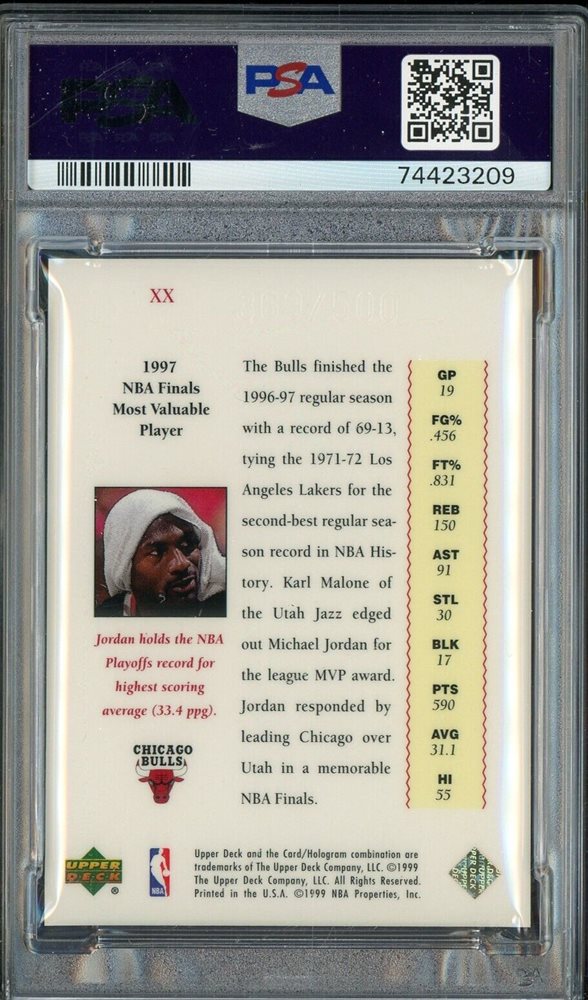 PSA
PSA
74423209
XX
369/500
1997
NBA Finals
Most Valuable
Player
Jordan holds the NBA
Playoffs record for
highest scoring
average (33.4 ppg).
CHICAGO
BULLS
The Bulls finished the
1996-97 regular season
with a record of 69-13,
tying the 1971-72 Los
Angeles Lakers for the
second-best regular sea-
son record in NBA His-
tory. Karl Malone of
the Utah Jazz edged
out Michael Jordan for
the league MVP award.
Jordan responded by
leading Chicago over
Utah in a memorable
NBA Finals.
GP
19
FG%
.456
FT%
.831
REB
150
AST
91
STL
30
BLK
17
PTS
590
AVG
31.1
HI
55
UPPER
DECK
®
NBA
Upper Deck and the Card/Hologram combination are
trademarks of The Upper Deck Company, LLC. ©1999
The Upper Deck Company, LLC. All Rights Reserved.
Printed in the U.S.A. ©1999 NBA Properties, Inc.